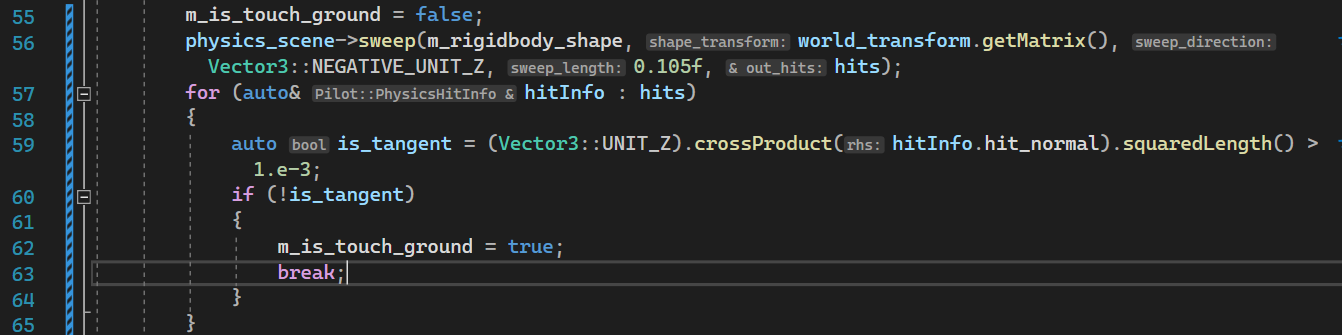 55 m_is_touch_ground = false;
56 physics_scene->sweep(m_rigidbody_shape, shape_transform: world_transform.getMatrix(), sweep_direction:
Vector3::NEGATIVE_UNIT_Z, sweep_length: 0.105f, & out_hits: hits);
57 for (auto& Pilot::PhysicsHitInfo & hitInfo : hits)
58 {
59 auto bool is_tangent = (Vector3::UNIT_Z).crossProduct( rhs: hitInfo.hit_normal).squaredLength() >
1.e-3;
60 if (!is_tangent)
61 {
62 m_is_touch_ground = true;
63 break;
64 }
65 }